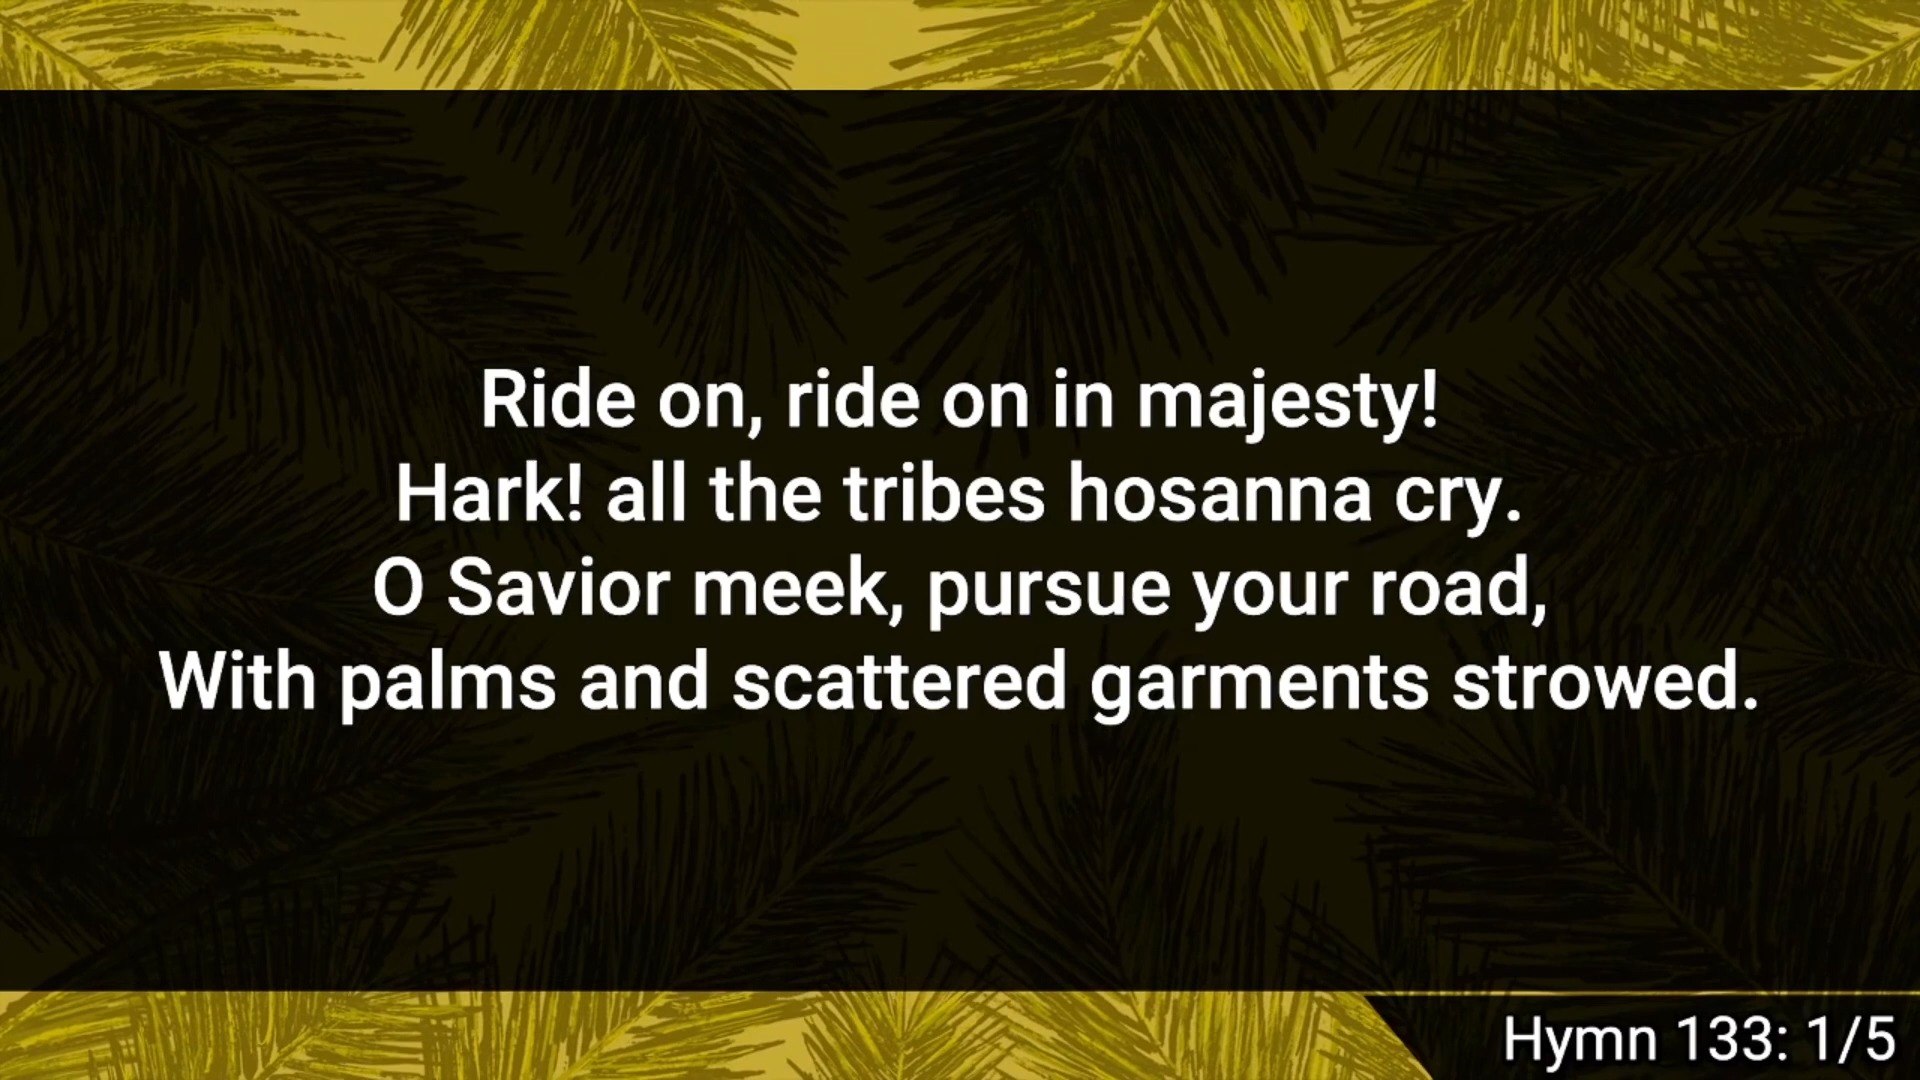 Ride on, ride on in majesty!
Hark! all the tribes hosanna cry.
O Savior meek, pursue your road,
With palms and scattered garments strowed.
Hymn 133: 1/5